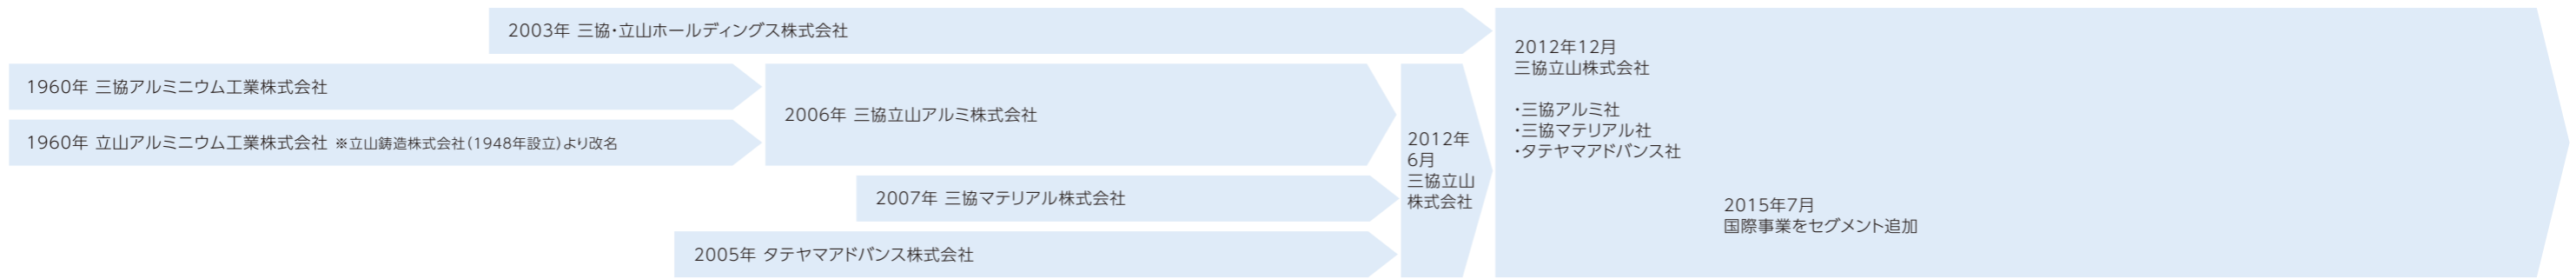 2003年 三協・立山ホールディングス株式会社
1960年 三協アルミニウム工業株式会社
1960年 立山アルミニウム工業株式会社 ※立山鋳造株式会社(1948年設立)より改名
2006年 三協立山アルミ株式会社
2007年 三協マテリアル株式会社
2005年 タテヤマアドバンス株式会社
2012年
6月
三協立山
株式会社
2012年12月
三協立山株式会社
・三協アルミ社
・三協マテリアル社
・タテヤマアドバンス社
2015年7月
国際事業をセグメント追加